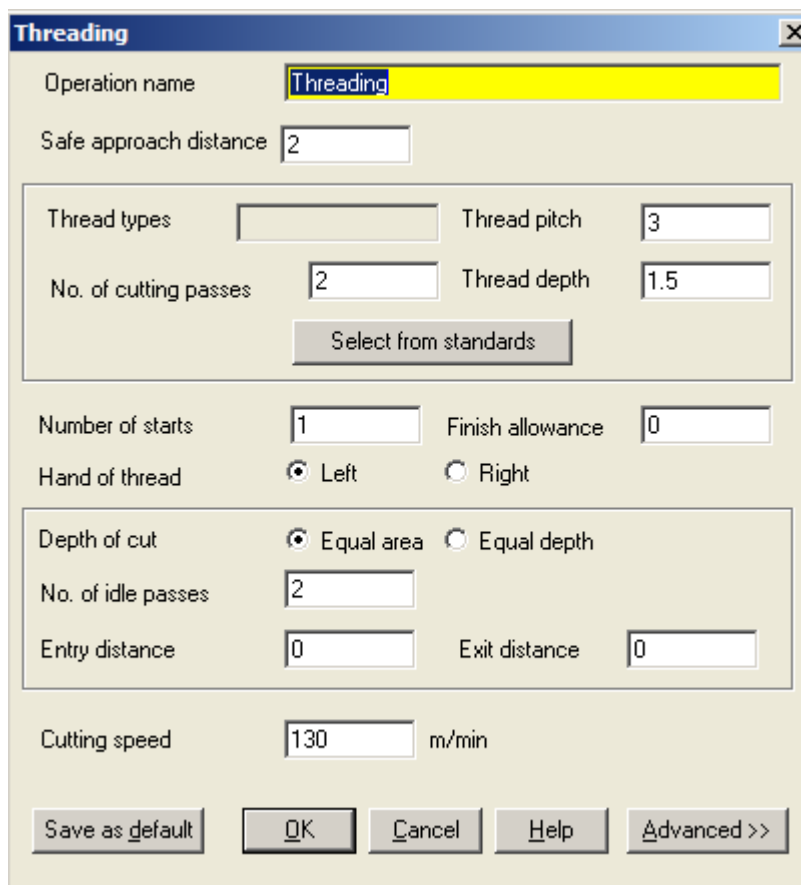 Threading
Operation name Threading
Safe approach distance 2
Thread types Thread pitch 3
No. of cutting passes 2 Thread depth 1.5
Select from standards
Number of starts 1 Finish allowance 0
Hand of thread Left Right
Depth of cut Equal area Equal depth
No. of idle passes 2
Entry distance 0 Exit distance 0
Cutting speed 130 m/min
Save as default OK Cancel Help Advanced >>